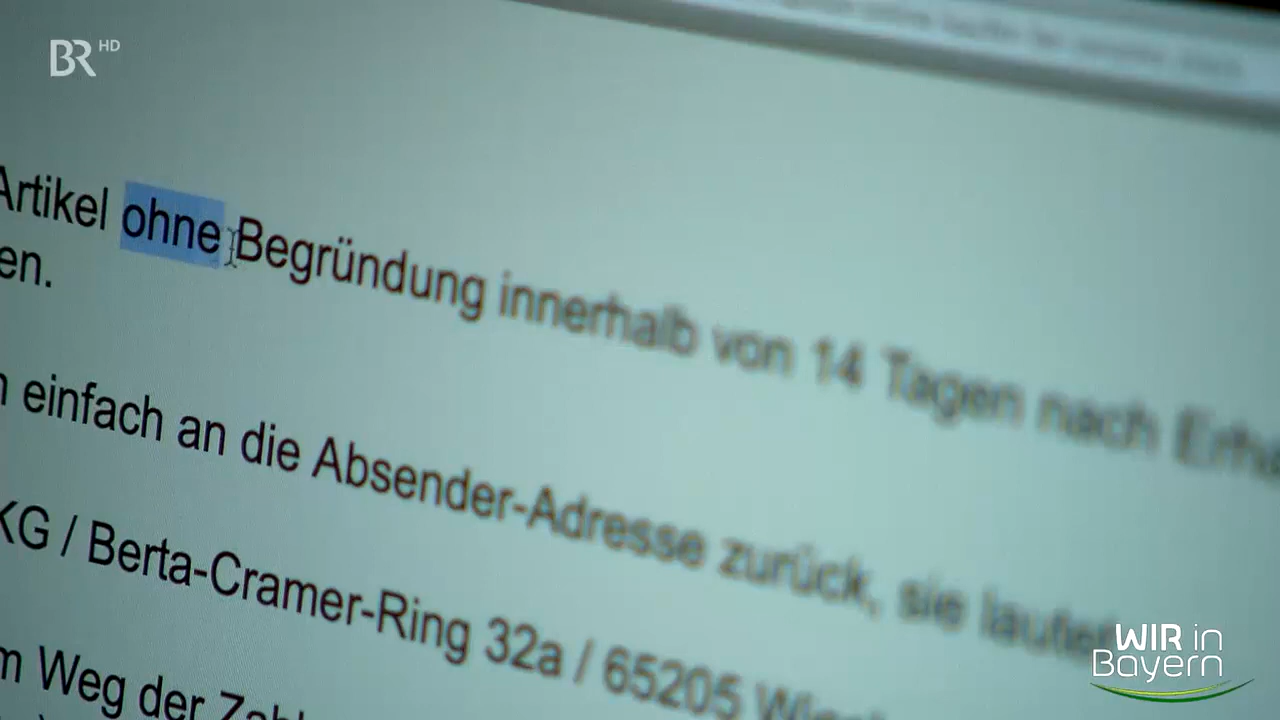 BR HD
Artikel ohne Begründung innerhalb von 14 Tagen nach
en.
einfach an die Absender-Adresse zurück, sie
KG / Berta-Cramer-Ring 32a / 65205
m Weg der
WIR in
Bayern